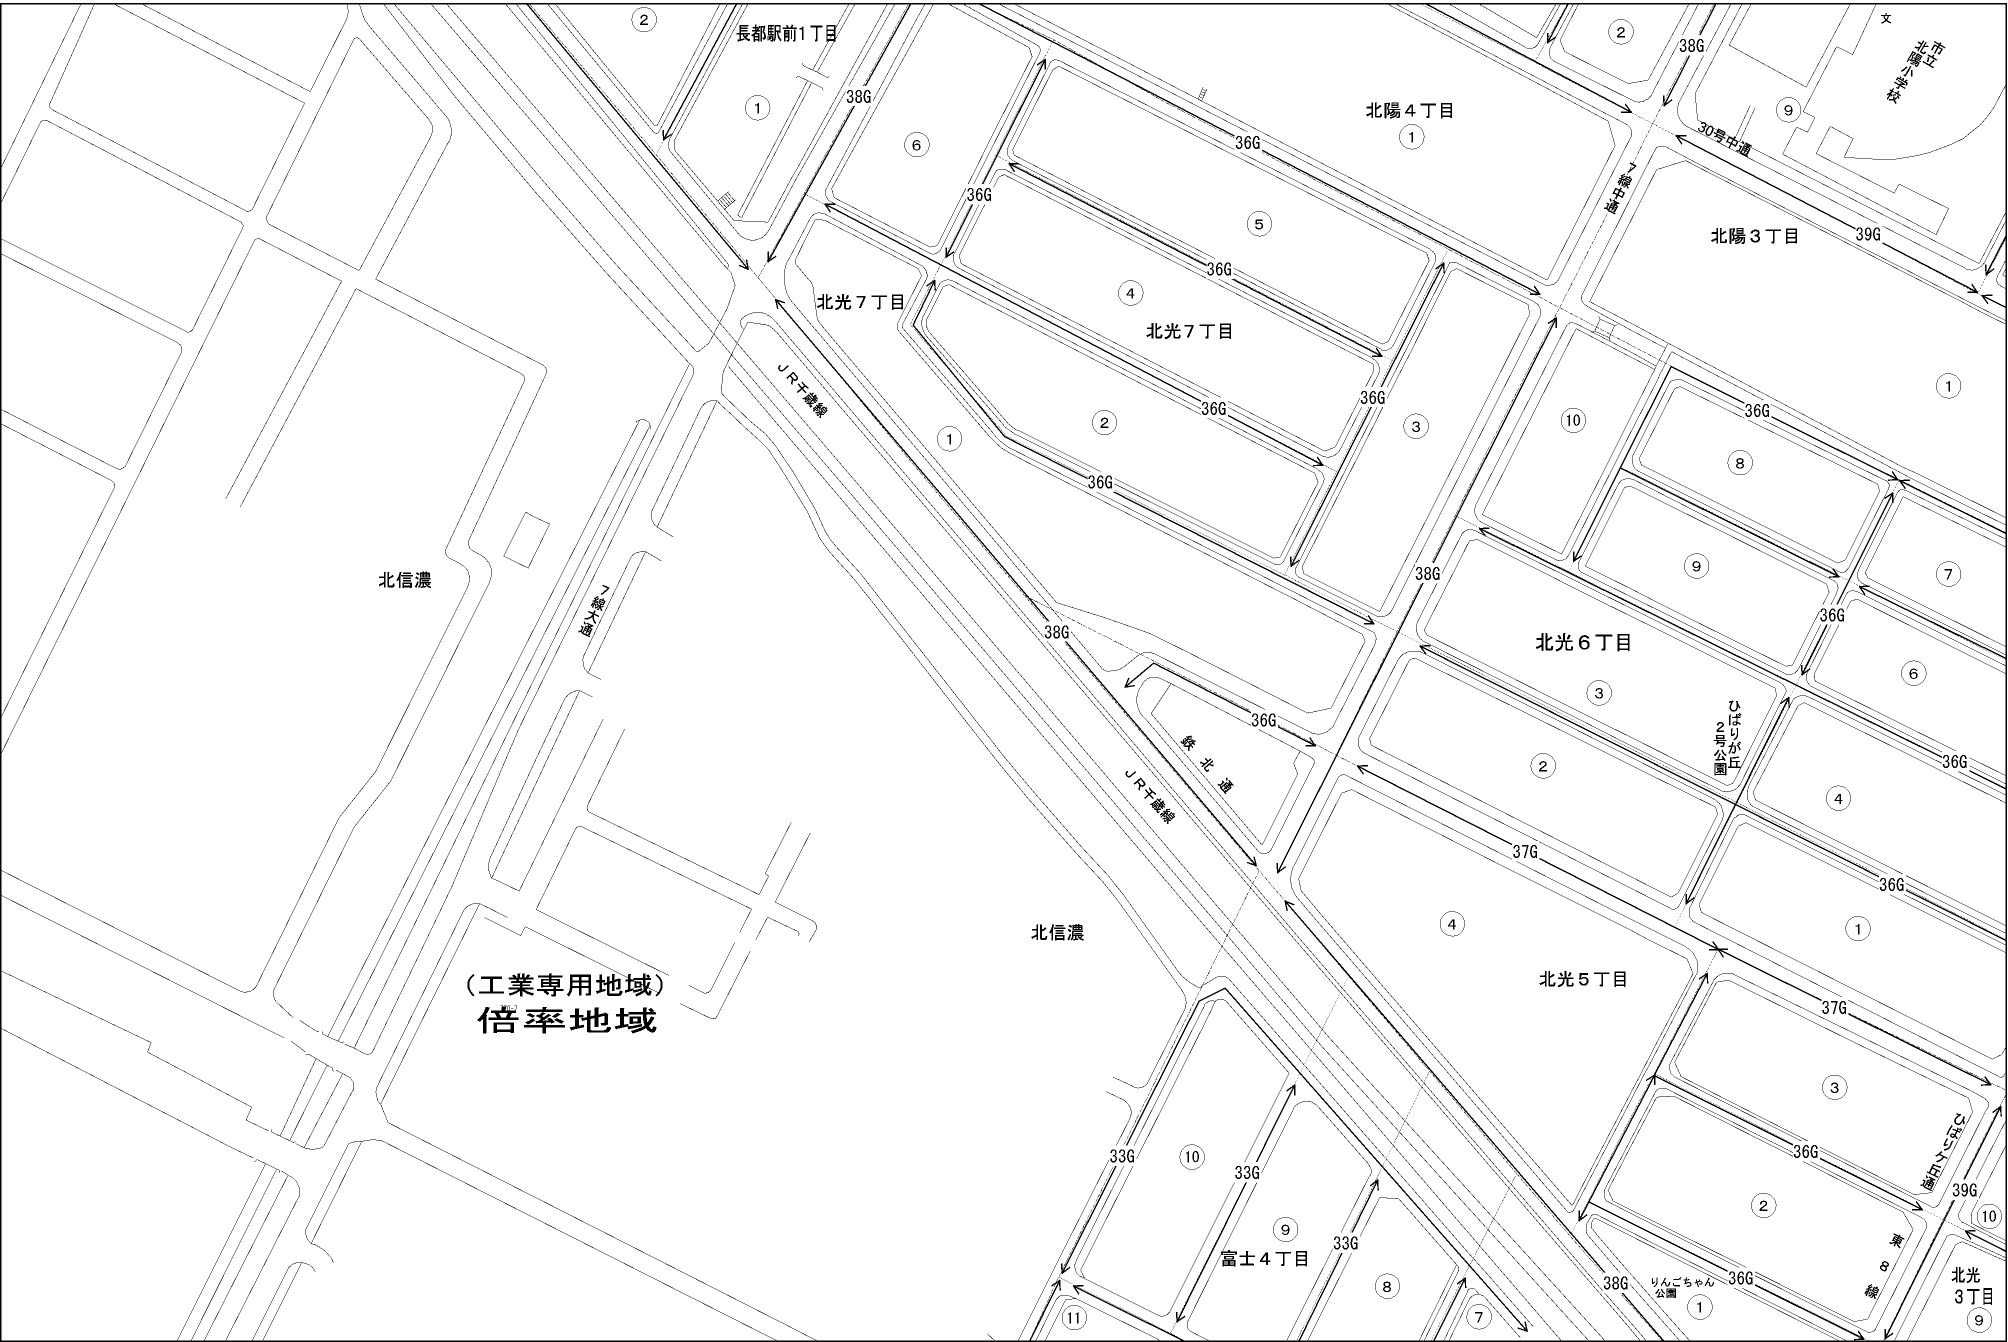 ②
長都駅前1丁目
①
38G
⑥
36G
北陽4丁目
①
②
38G
文
市立
北陽小学校
⑨
30号中通
7線中通
北陽3丁目
39G
①
36G
⑤
36G
④
北光7丁目
北光7丁目
36G
36G
③
②
①
36G
JR千歳線
⑩
36G
⑧
⑨
⑦
36G
⑥
38G
北信濃
7線大通
38G
北光6丁目
③
ひばりが丘
2号公園
36G
④
36G
鉄北通
JR千歳線
②
37G
36G
①
④
北光5丁目
北信濃
(工業専用地域)
倍率地域
37G
③
ひばりケ丘通
36G
39G
②
⑩
33G
⑩
33G
⑨
富士4丁目
33G
⑧
⑦
⑪
38G
りんごちゃん
公園
①
36G
東8線
北光
3丁目
⑨